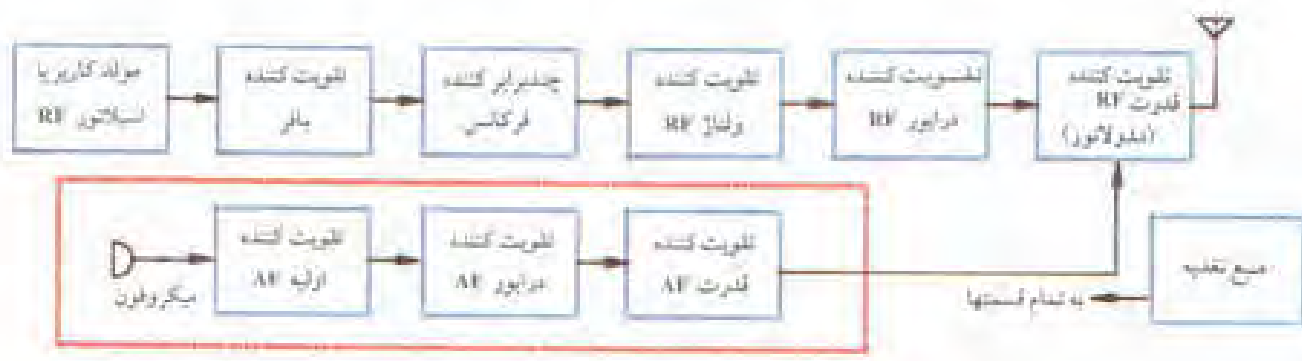 مولد کاریر یا
اسیلاتور RF
تقویت کننده
بافر
چندبرابر کننده
فرکانس
تقویت کننده
ولتاژ RF
تقسویت کننده
درایور RF
تقویت کننده
قدرت RF
(مدولاتور)
میکروفون
تقویت کننده
اولیه AF
تقویت کننده
درایور AF
تقویت کننده
قدرت AF
منبع تغذیه
به تمام قسمتها